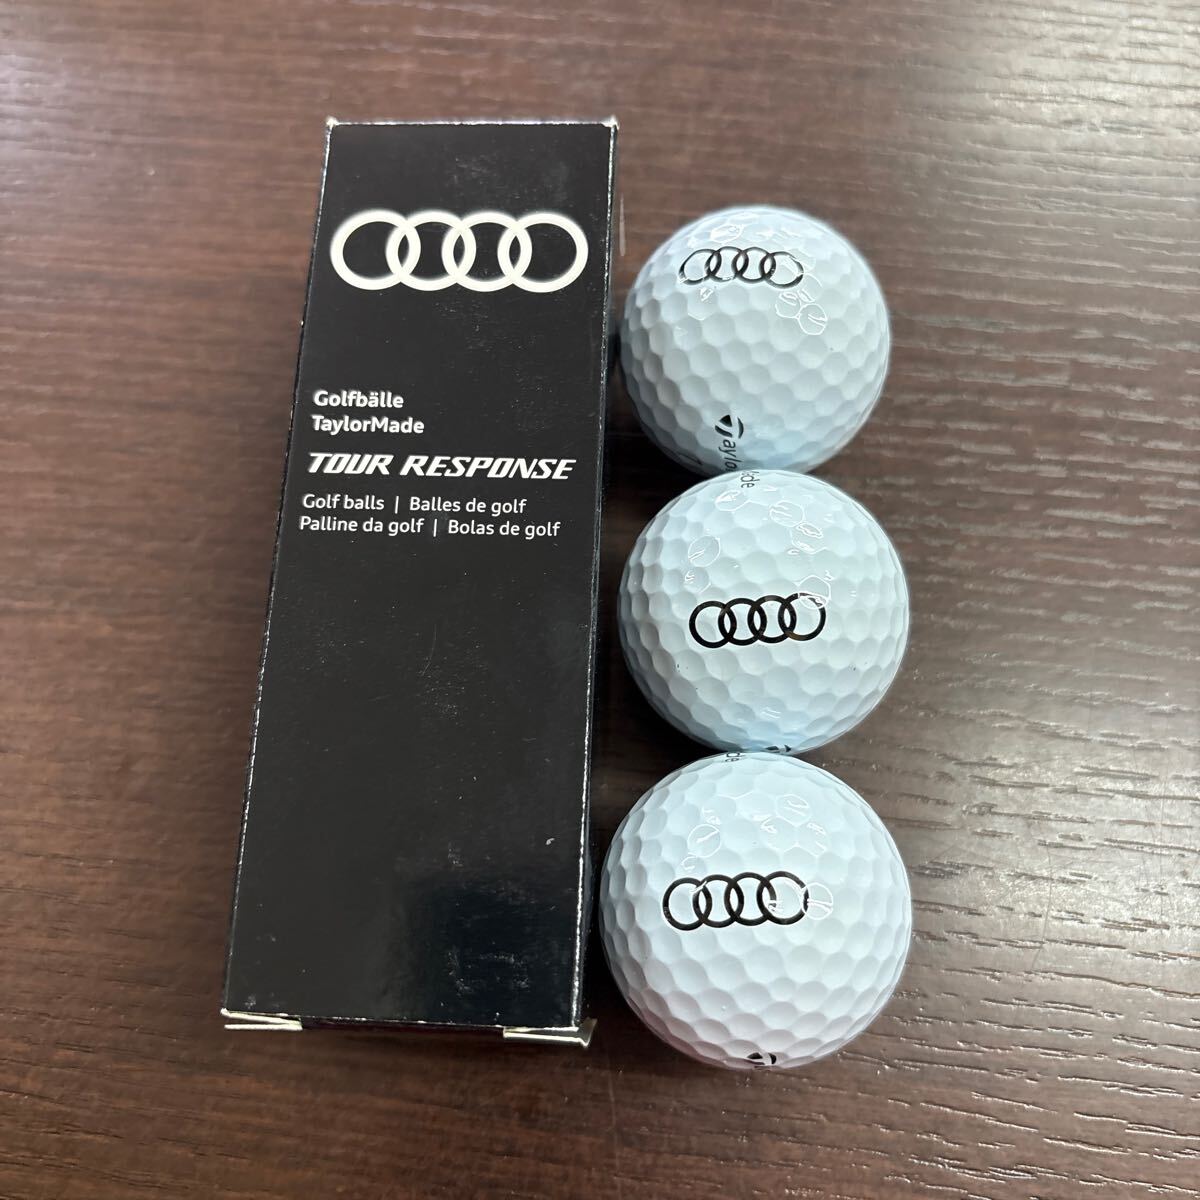 Golfbälle
TaylorMade
TOUR RESPONSE
Golf balls | Balles de golf
Palline da golf | Bolas de golf